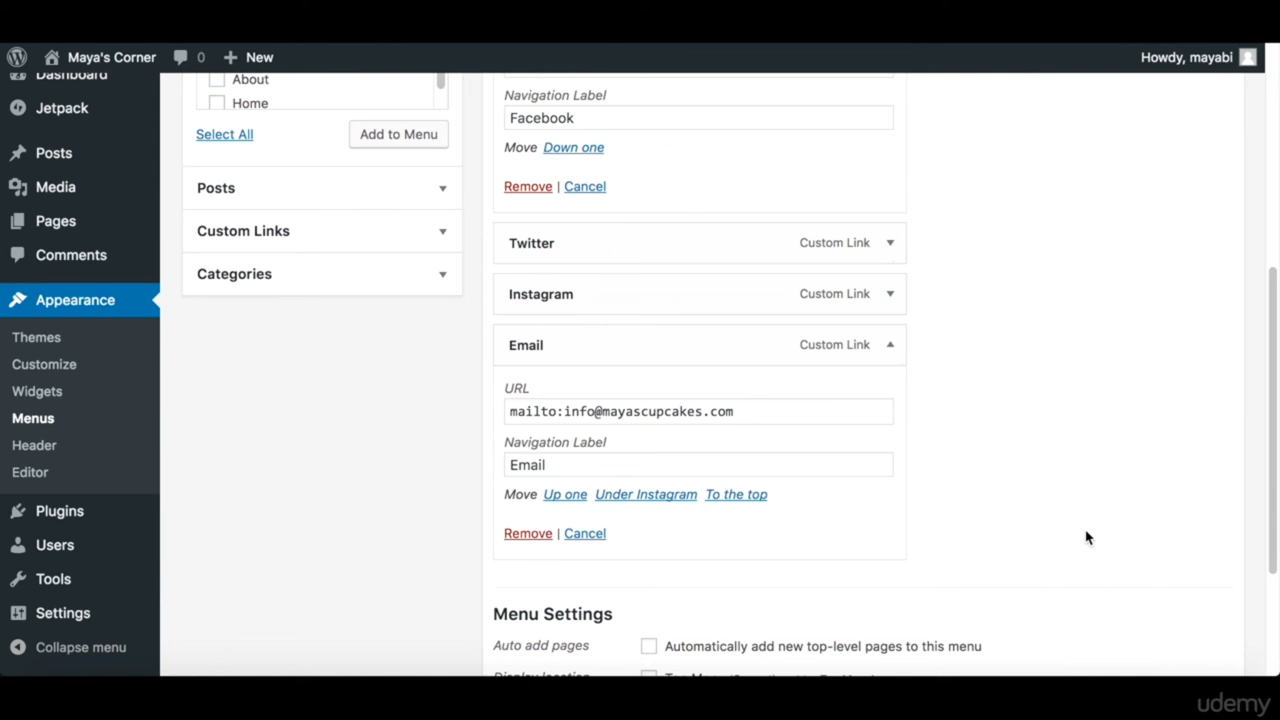 Maya's Corner 0 New Howdy, mayabi
Dashboard
Jetpack
Posts
Media
Pages
Comments
Appearance
Themes
Customize
Widgets
Menus
Header
Editor
Plugins
Users
Tools
Settings
Collapse menu
About
Home
Select All Add to Menu
Posts
Custom Links
Categories
Navigation Label
Facebook
Move Down one
Remove | Cancel
Twitter Custom Link
Instagram Custom Link
Email Custom Link
URL
mailto:info@mayascupcakes.com
Navigation Label
Email
Move Up one Under Instagram To the top
Remove | Cancel
Menu Settings
Auto add pages Automatically add new top-level pages to this menu
Display location
udemy